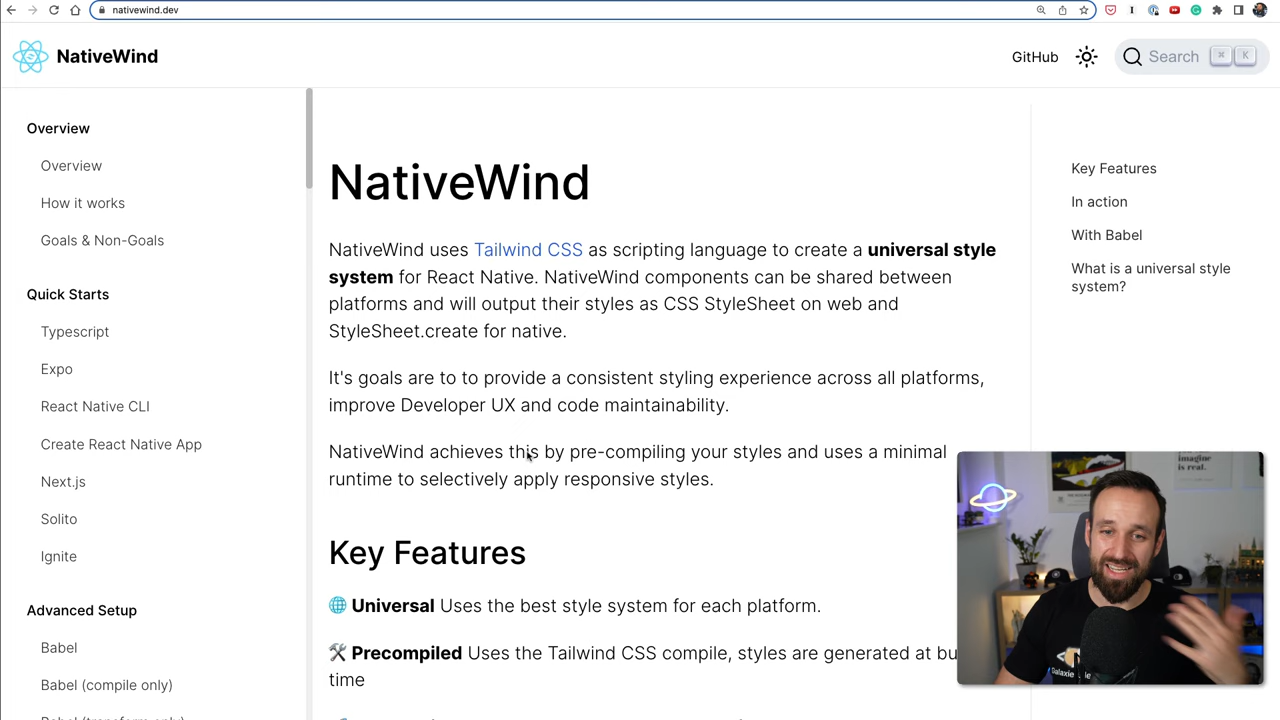 nativewind.dev
NativeWind
GitHub
Search
⌘
K
Overview
Overview
How it works
Goals & Non-Goals
Quick Starts
Typescript
Expo
React Native CLI
Create React Native App
Next.js
Solito
Ignite
Advanced Setup
Babel
Babel (compile only)
Babel (transform only)
NativeWind
NativeWind uses Tailwind CSS as scripting language to create a universal style
system for React Native. NativeWind components can be shared between
platforms and will output their styles as CSS StyleSheet on web and
StyleSheet.create for native.
It's goals are to to provide a consistent styling experience across all platforms,
improve Developer UX and code maintainability.
NativeWind achieves this by pre-compiling your styles and uses a minimal
runtime to selectively apply responsive styles.
Key Features
🌐 Universal Uses the best style system for each platform.
🛠 Precompiled Uses the Tailwind CSS compile, styles are generated at bu
time
Key Features
In action
With Babel
What is a universal style
system?
imagine
is real.
Galaxie